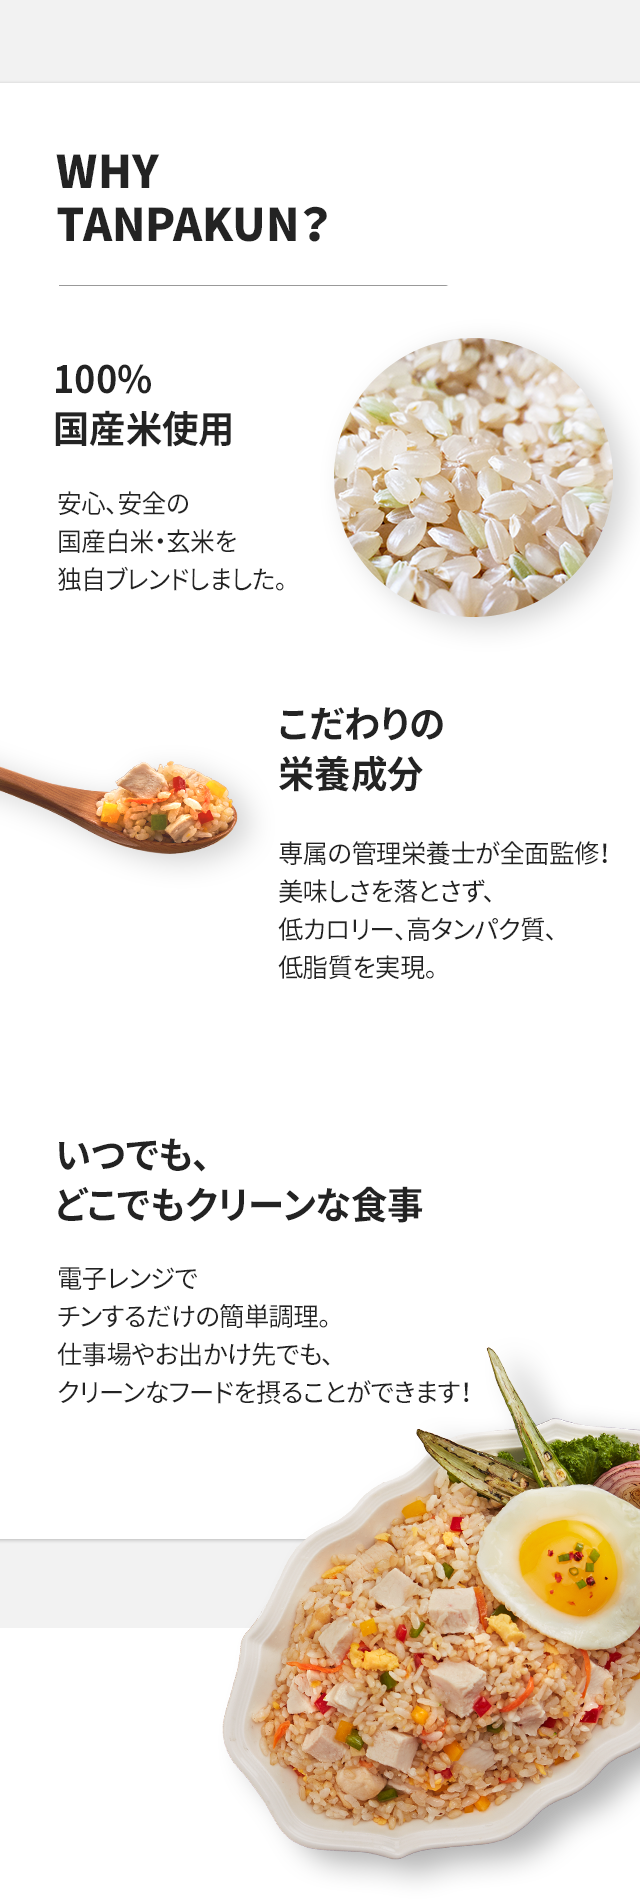 WHY
TANPAKUN?
100%
国産米使用
安心、安全の
国産白米・玄米を
独自ブレンドしました。
こだわりの
栄養成分
専属の管理栄養士が全面監修!
美味しさを落とさず、
低カロリー、高タンパク質、
低脂質を実現。
いつでも、
どこでもクリーンな食事
電子レンジで
チンするだけの簡単調理。
仕事場やお出かけ先でも、
クリーンなフードを摂ることができます!